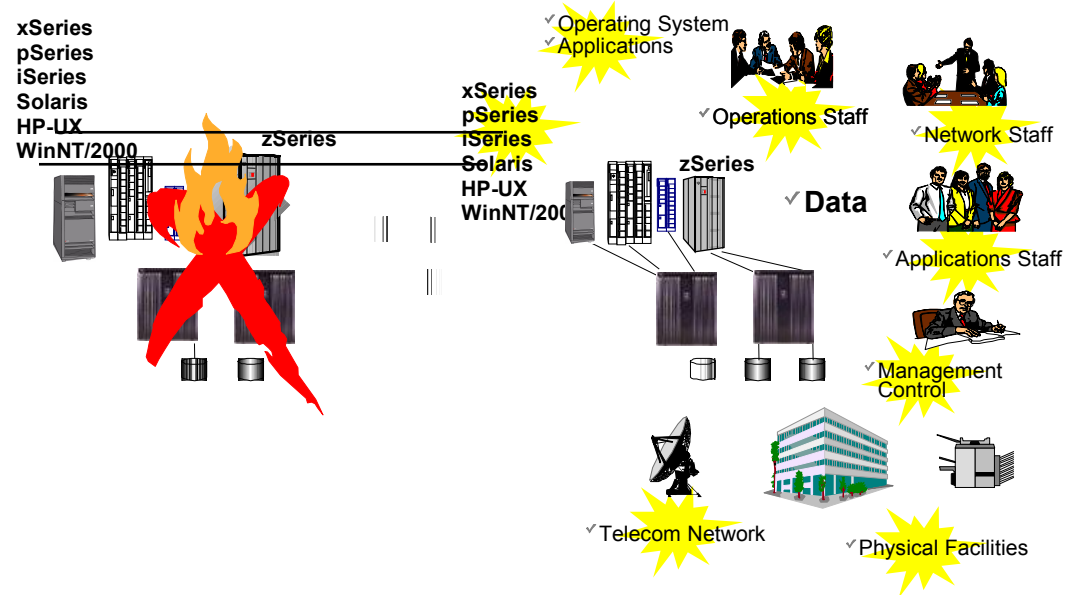 xSeries
pSeries
iSeries
Solaris
HP-UX
WinNT/2000
zSeries
xSeries
pSeries
iSeries
Solaris
HP-UX
WinNT/200
zSeries
Operating System
Applications
Operations Staff
Network Staff
Data
Applications Staff
Management
Control
Telecom Network
Physical Facilities